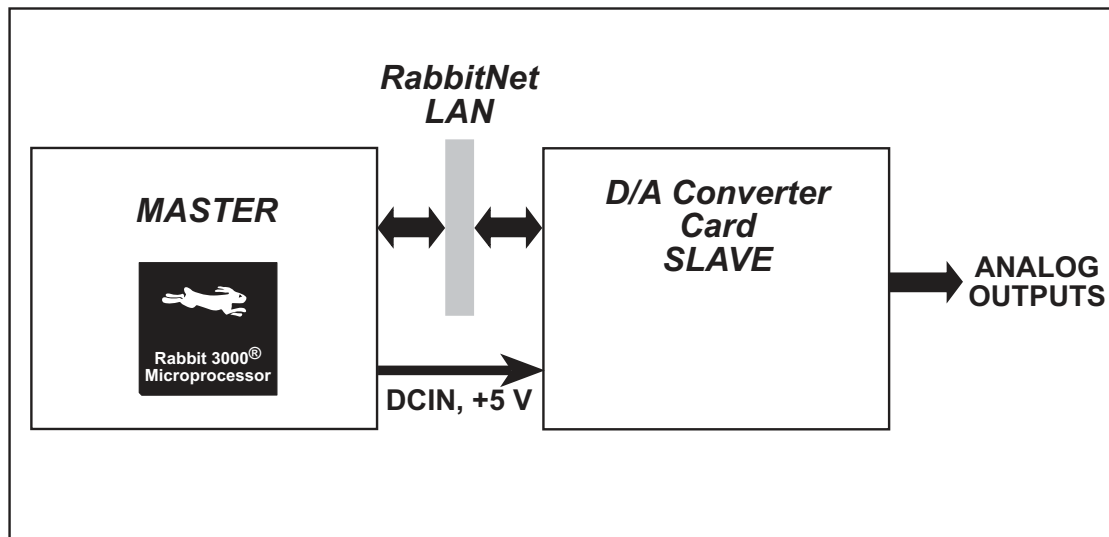 RabbitNet
LAN
MASTER
D/A Converter
Card
SLAVE
ANALOG
OUTPUTS
Rabbit 3000®
Microprocessor
DCIN, +5 V